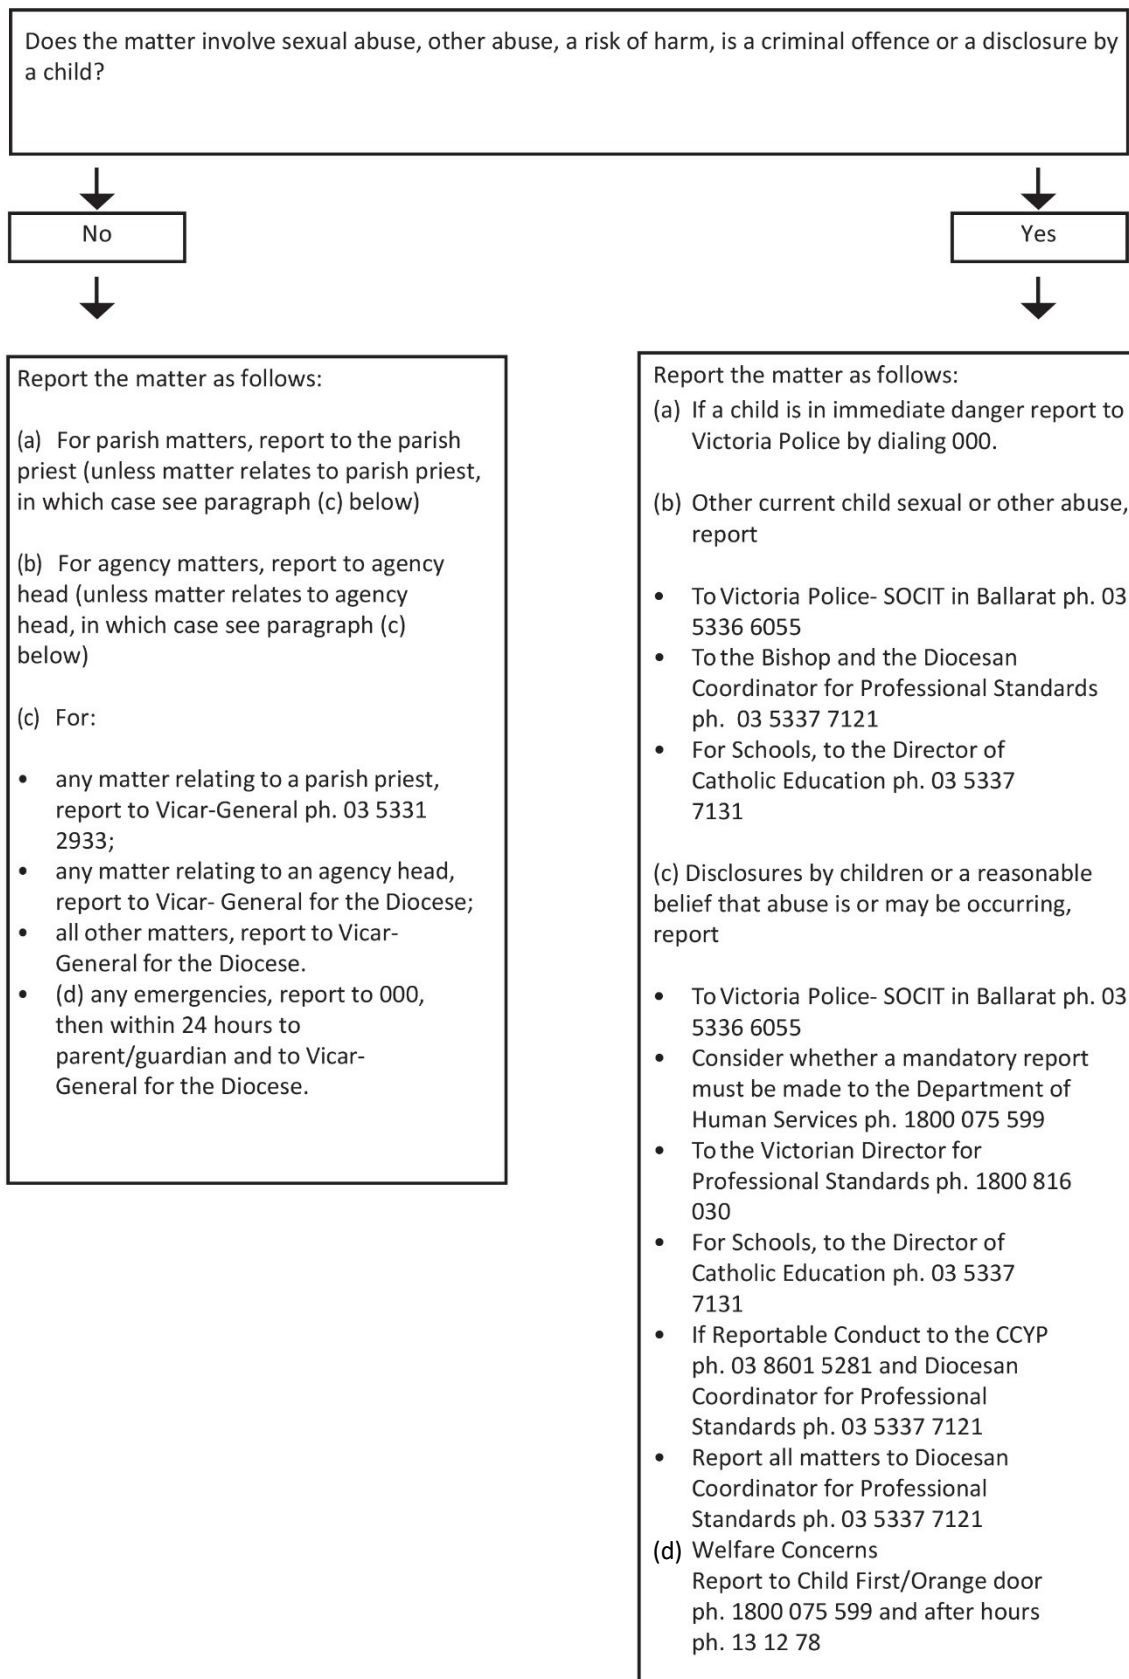 Does the matter involve sexual abuse, other abuse, a risk of harm, is a criminal offence or a disclosure by
a child?
No
Yes
Report the matter as follows:
(a) For parish matters, report to the parish
priest (unless matter relates to parish priest,
in which case see paragraph (c) below)
(b) For agency matters, report to agency
head (unless matter relates to agency
head, in which case see paragraph (c)
below)
(c) For:
• any matter relating to a parish priest,
report to Vicar-General ph. 03 5331
2933;
• any matter relating to an agency head,
report to Vicar- General for the Diocese;
• all other matters, report to Vicar-
General for the Diocese.
• (d) any emergencies, report to 000,
then within 24 hours to
parent/guardian and to Vicar-
General for the Diocese.
Report the matter as follows:
(a) If a child is in immediate danger report to
Victoria Police by dialing 000.
(b) Other current child sexual or other abuse,
report
• To Victoria Police- SOCIT in Ballarat ph. 03
5336 6055
• To the Bishop and the Diocesan
Coordinator for Professional Standards
ph. 03 5337 7121
• For Schools, to the Director of
Catholic Education ph. 03 5337
7131
(c) Disclosures by children or a reasonable
belief that abuse is or may be occurring,
report
• To Victoria Police- SOCIT in Ballarat ph. 03
5336 6055
• Consider whether a mandatory report
must be made to the Department of
Human Services ph. 1800 075 599
• To the Victorian Director for
Professional Standards ph. 1800 816
030
• For Schools, to the Director of
Catholic Education ph. 03 5337
7131
• If Reportable Conduct to the CCYP
ph. 03 8601 5281 and Diocesan
Coordinator for Professional
Standards ph. 03 5337 7121
• Report all matters to Diocesan
Coordinator for Professional
Standards ph. 03 5337 7121
(d) Welfare Concerns
Report to Child First/Orange door
ph. 1800 075 599 and after hours
ph. 13 12 78